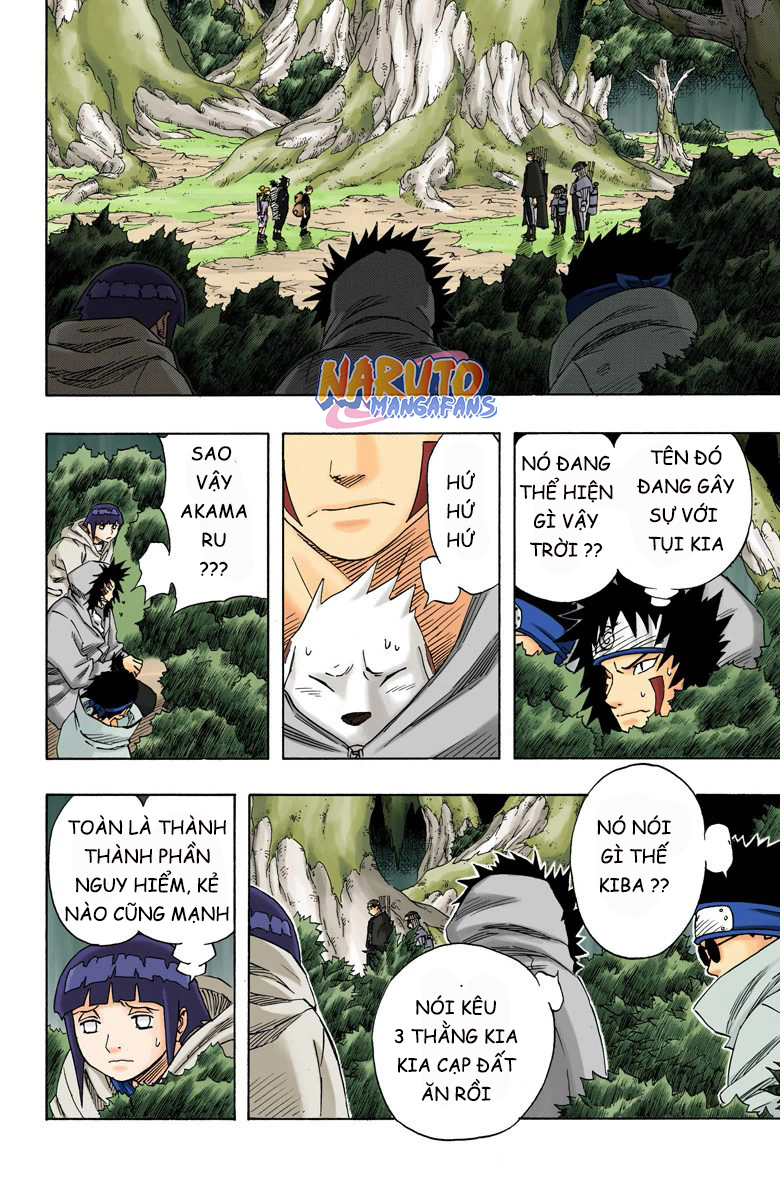 NARUTO
MANGAFANS
TÊN ĐÓ
ĐANG GÂY
SỰ VỚI
TỤI KIA
NÓ ĐANG
THỂ HIỆN
GÌ VẬY
TRỜI ??
HỨ
HỨ
HỨ
SAO
VẬY
AKAMA
RU
???
NÓ NÓI
GÌ THẾ
KIBA ??
NÓI KÊU
3 THẰNG KIA
KIA CẠP ĐẤT
ĂN RỒI
TOÀN LÀ THÀNH
THÀNH PHẦN
NGUY HIỂM, KẺ
NÀO CŨNG MẠNH